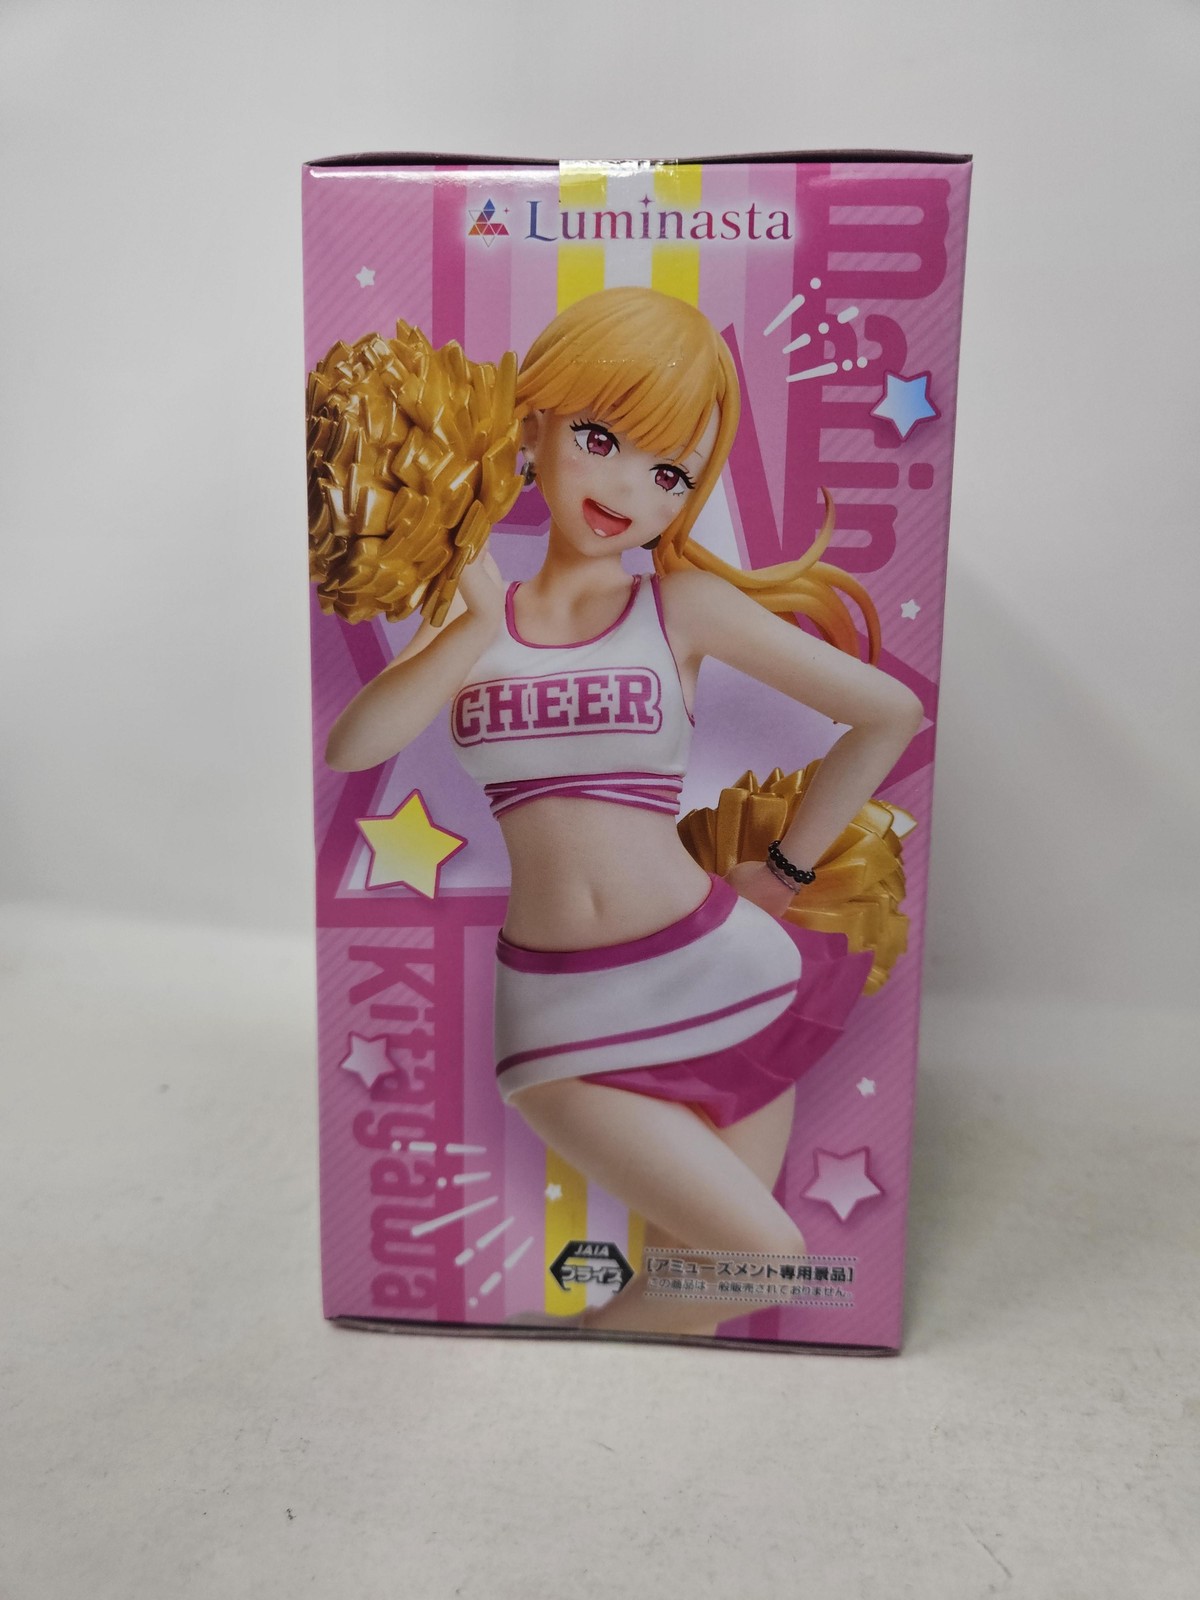 Luminasta
Marin
CHEER
Kitagawa
JAIA
プライズ
[アミューズメント専用景品]
この景品は一般販売されておりません。